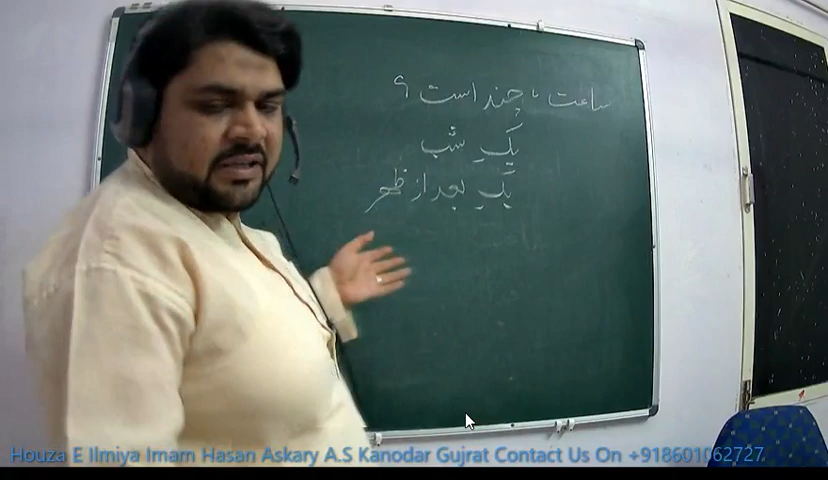 ساعت چند است؟
یکِ شب
یکِ بعد از ظهر
Houza E Ilmiya Imam Hasan Askary A.S Kanodar Gujrat Contact Us On +918601062727